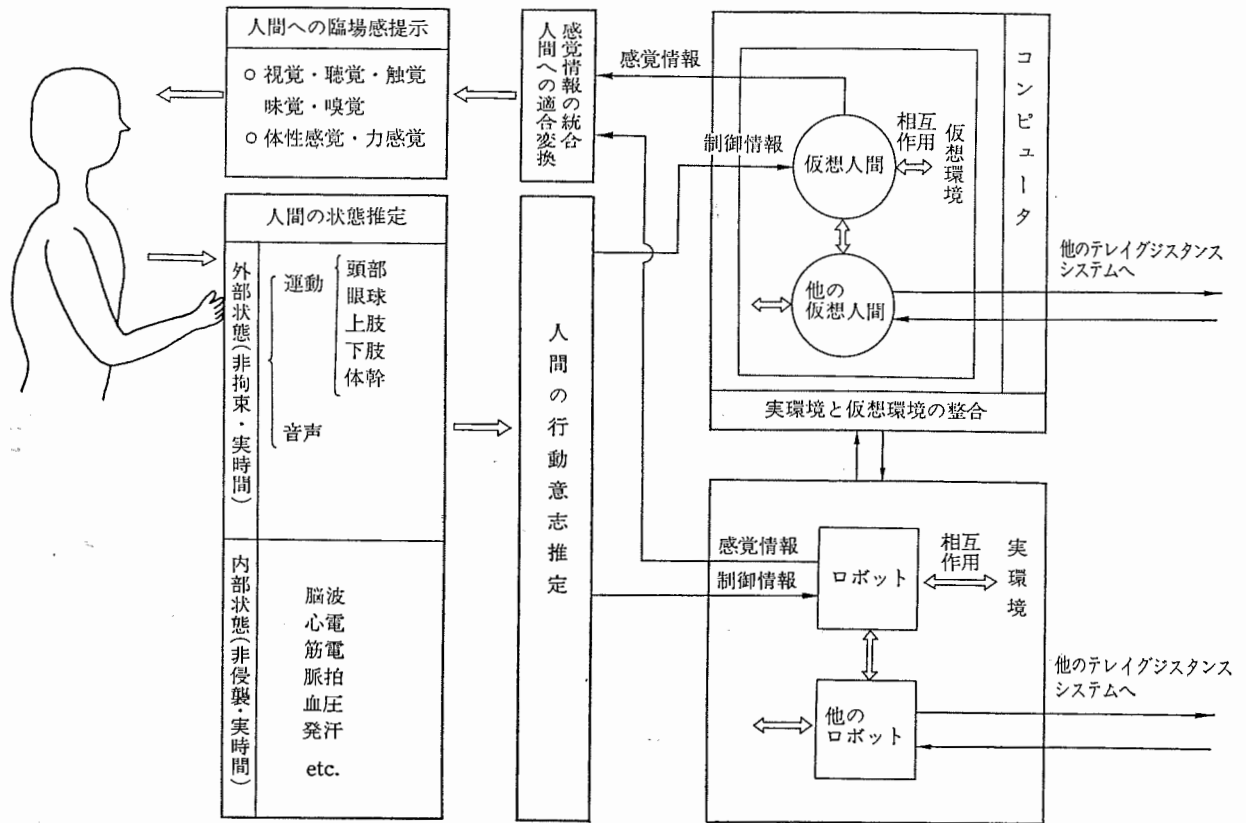 人間への臨場感提示
○ 視覚・聴覚・触覚
味覚・嗅覚
○ 体性感覚・力感覚
感覚情報の統合
人間への適合変換
人間の状態推定
外部状態(非拘束・実時間)
運動
頭部
眼球
上肢
下肢
体幹
音声
内部状態(非侵襲・実時間)
脳波
心電
筋電
脈拍
血圧
発汗
etc.
人間の行動意志推定
感覚情報
制御情報
仮想人間
相互
作用
仮想環境
他の
仮想人間
コンピュータ
実環境と仮想環境の整合
他のテレイグジスタンス
システムへ
感覚情報
制御情報
ロボット
相互
作用
実環境
他の
ロボット
他のテレイグジスタンス
システムへ